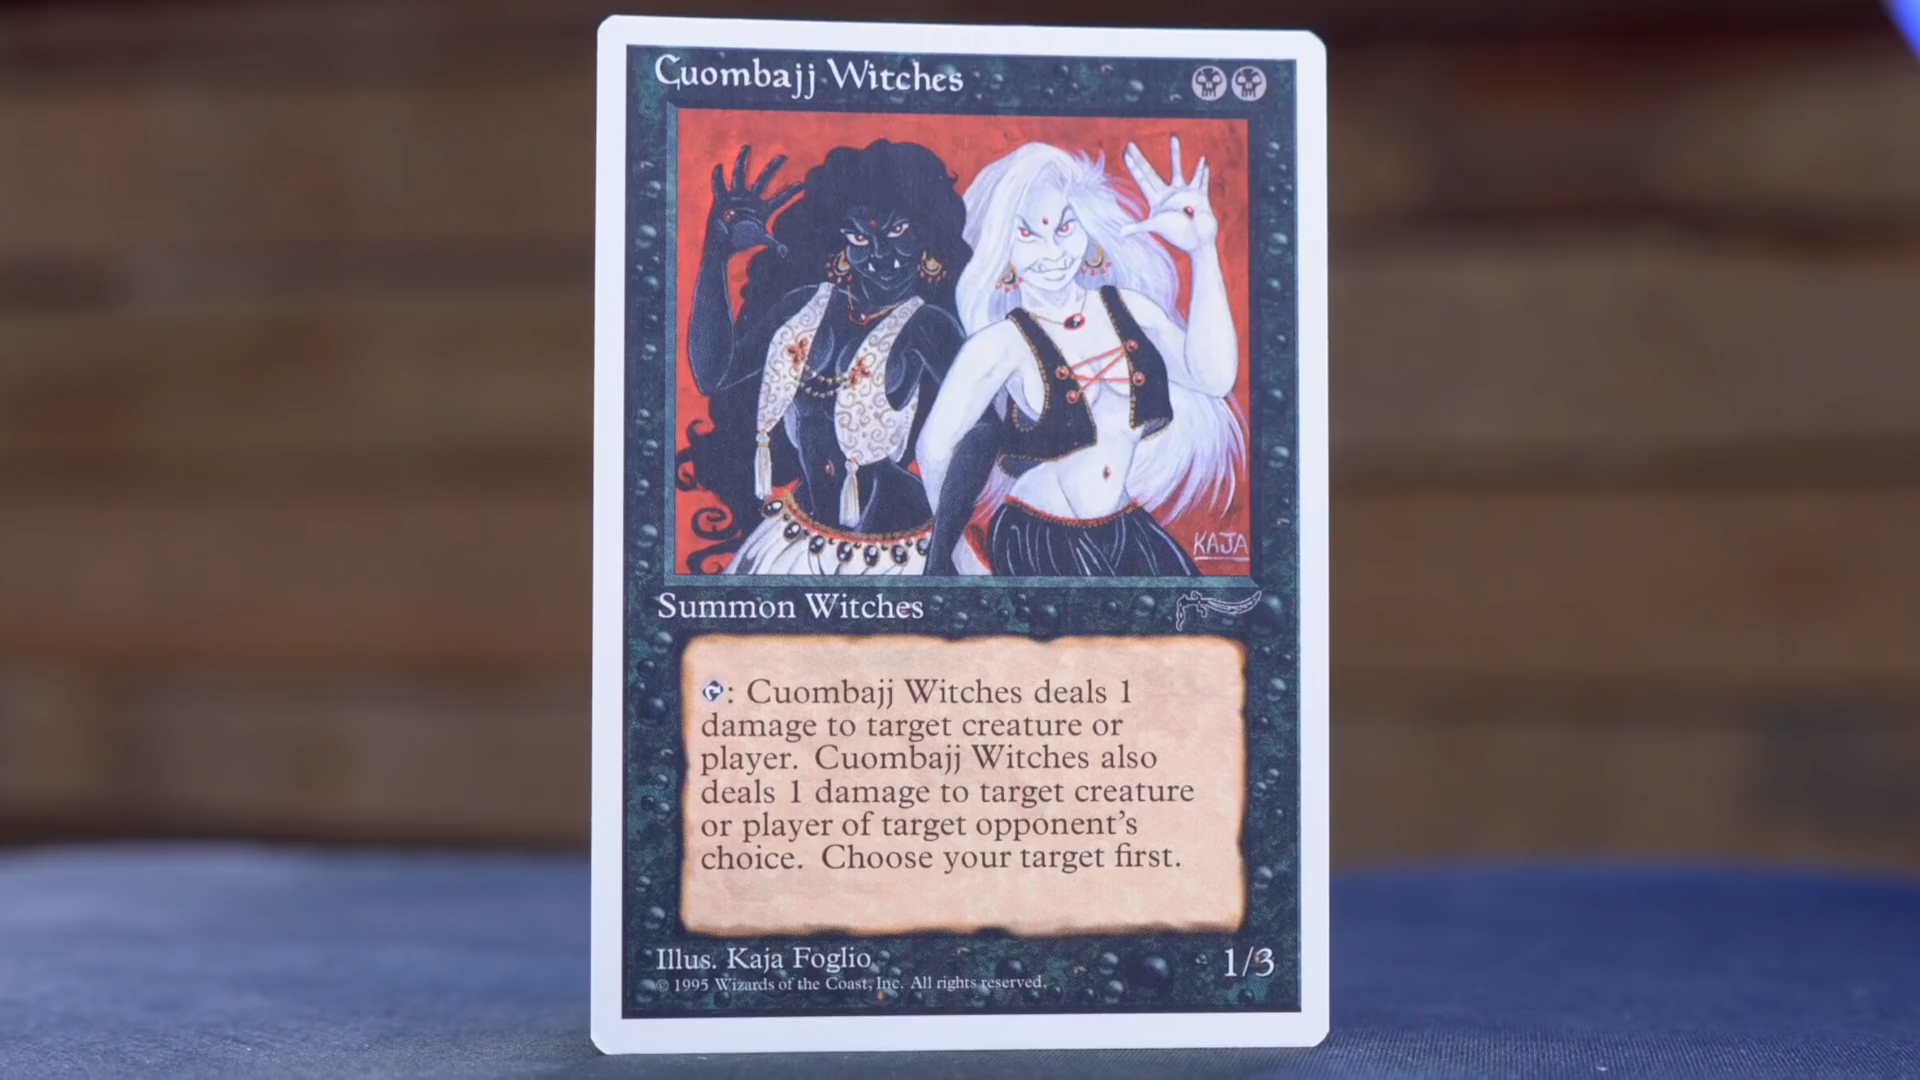 Cuombajj Witches
KAJA
Summon Witches
: Cuombajj Witches deals 1
damage to target creature or
player. Cuombajj Witches also
deals 1 damage to target creature
or player of target opponent's
choice. Choose your target first.
Illus. Kaja Foglio
1/3
© 1995 Wizards of the Coast, Inc. All rights reserved.